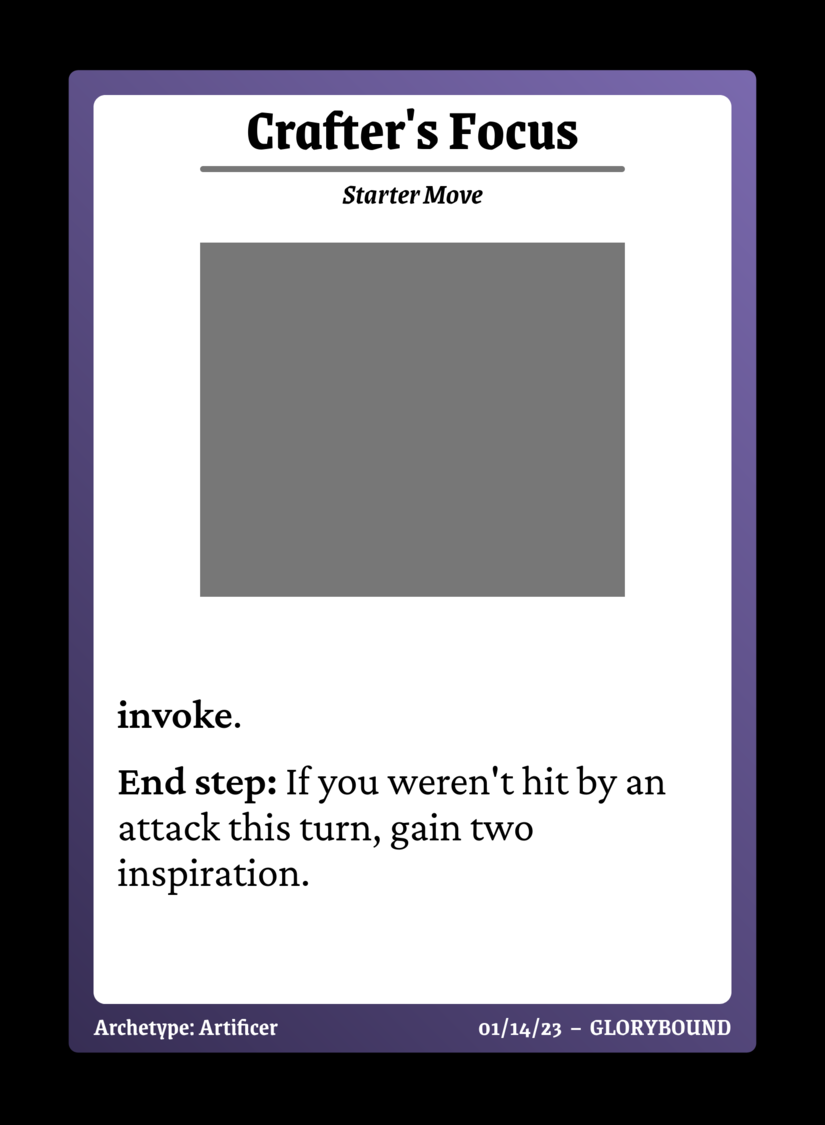 Crafter's Focus
Starter Move
invoke.
End step: If you weren't hit by an
attack this turn, gain two
inspiration.
Archetype: Artificer
01/14/23 – GLORYBOUND